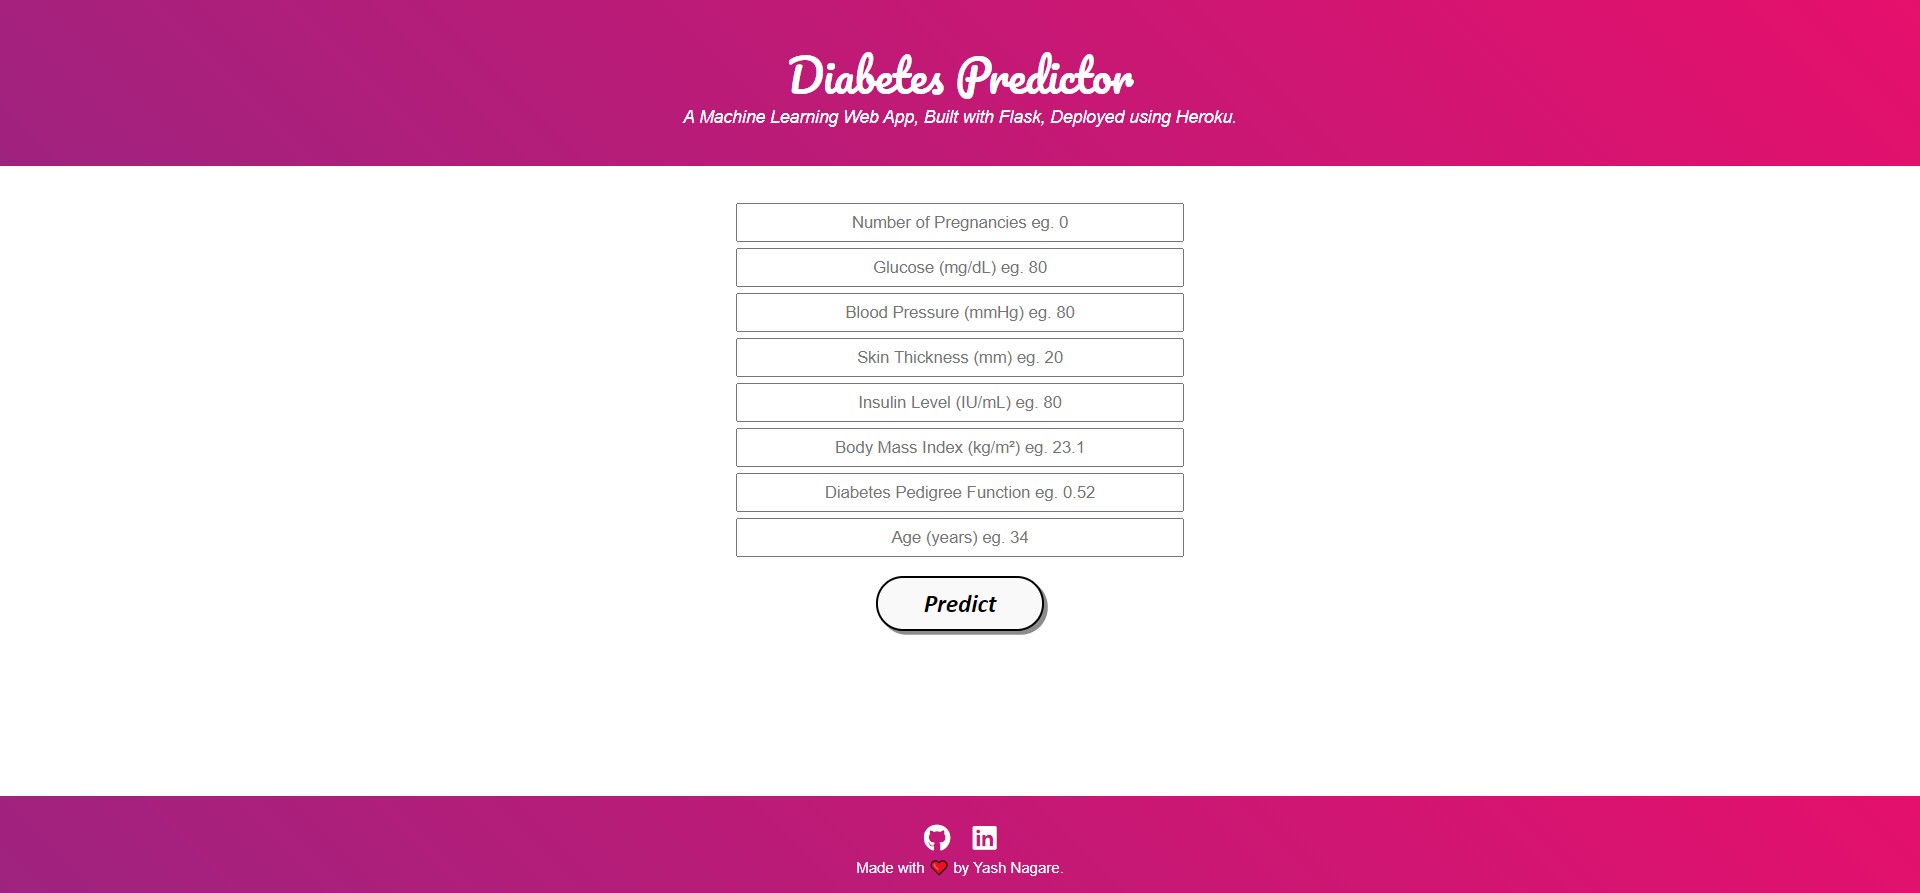 Diabetes Predictor
A Machine Learning Web App, Built with Flask, Deployed using Heroku.
Number of Pregnancies eg. 0
Glucose (mg/dL) eg. 80
Blood Pressure (mmHg) eg. 80
Skin Thickness (mm) eg. 20
Insulin Level (IU/mL) eg. 80
Body Mass Index (kg/m²) eg. 23.1
Diabetes Pedigree Function eg. 0.52
Age (years) eg. 34
Predict
in
Made with ❤ by Yash Nagare.